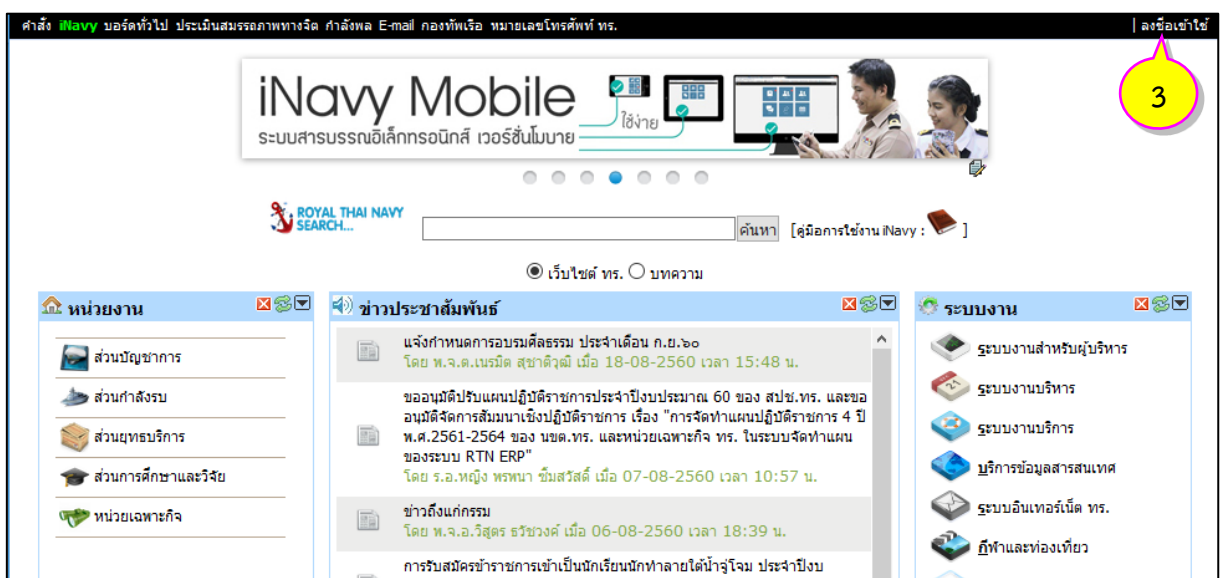 คำสั่ง iNavy บอร์ดทั่วไป ประเมินสมรรถภาพทางจิต กำลังพล E-mail กองทัพเรือ หมายเลขโทรศัพท์ ทร.
| ลงชื่อเข้าใช้
3
iNavy Mobile
ระบบสารบรรณอิเล็กทรอนิกส์ เวอร์ชั่นโมบาย
ใช้ง่าย
ROYAL THAI NAVY
SEARCH...
ค้นหา [คู่มือการใช้งาน iNavy : ]
เว็บไซต์ ทร. บทความ
หน่วยงาน
ส่วนบัญชาการ
ส่วนกำลังรบ
ส่วนยุทธบริการ
ส่วนการศึกษาและวิจัย
หน่วยเฉพาะกิจ
ข่าวประชาสัมพันธ์
แจ้งกำหนดการอบรมศีลธรรม ประจำเดือน ก.ย.๖๐
โดย พ.จ.ต.เนรมิต สุชาติวุฒิ เมื่อ 18-08-2560 เวลา 15:48 น.
ขออนุมัติปรับแผนปฏิบัติราชการประจำปีงบประมาณ 60 ของ สปช.ทร. และขอ
อนุมัติจัดการสัมมนาเชิงปฏิบัติราชการ เรื่อง "การจัดทำแผนปฏิบัติราชการ 4 ปี
พ.ศ.2561-2564 ของ นขต.ทร. และหน่วยเฉพาะกิจ ทร. ในระบบจัดทำแผน
ของระบบ RTN ERP"
โดย ร.อ.หญิง พรพนา ซิ้มสวัสดิ์ เมื่อ 07-08-2560 เวลา 10:57 น.
ข่าวถึงแก่กรรม
โดย พ.จ.อ.วิสูตร ธวัชวงค์ เมื่อ 06-08-2560 เวลา 18:39 น.
การรับสมัครข้าราชการเข้าเป็นนักเรียนนักทำลายใต้น้ำจู่โจม ประจำปีงบ
ระบบงาน
ระบบงานสำหรับผู้บริหาร
ระบบงานบริหาร
ระบบงานบริการ
บริการข้อมูลสารสนเทศ
ระบบอินเทอร์เน็ต ทร.
กีฬาและท่องเที่ยว